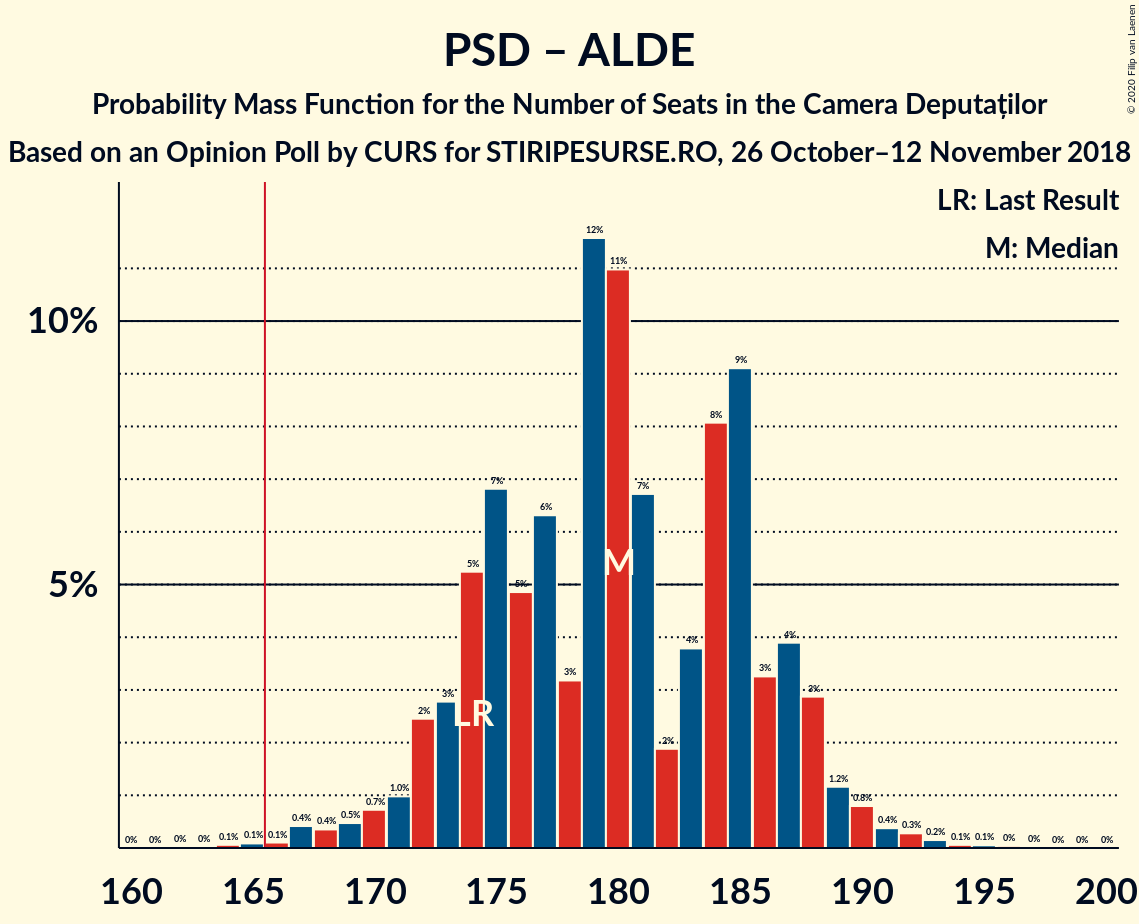 PSD – ALDE
Probability Mass Function for the Number of Seats in the Camera Deputaților
Based on an Opinion Poll by CURS for STIRIPESURSE.RO, 26 October–12 November 2018
© 2020 Filip van Laenen
LR: Last Result
M: Median
10%
5%
0% 0% 0% 0% 0.1% 0.1% 0.1% 0.4% 0.4% 0.5% 0.7% 1.0% 2% 3% 5% 7% 5% 6% 3% 12% 11% 7% 2% 4% 8% 9% 3% 4% 3% 1.2% 0.8% 0.4% 0.3% 0.2% 0.1% 0.1% 0% 0% 0% 0% 0%
LR
M
160 165 170 175 180 185 190 195 200